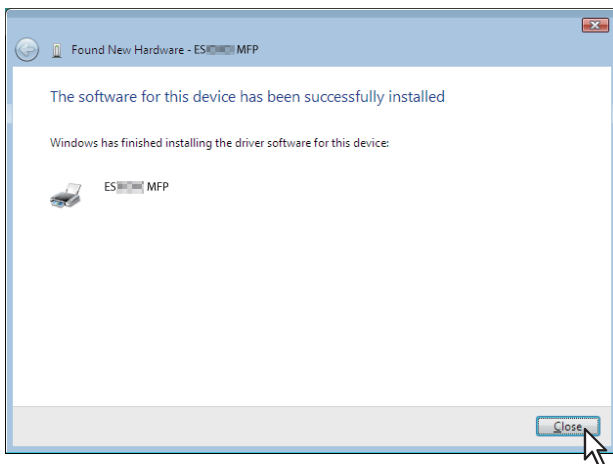 Found New Hardware - ES MFP
The software for this device has been successfully installed
Windows has finished installing the driver software for this device:
ES MFP
Close